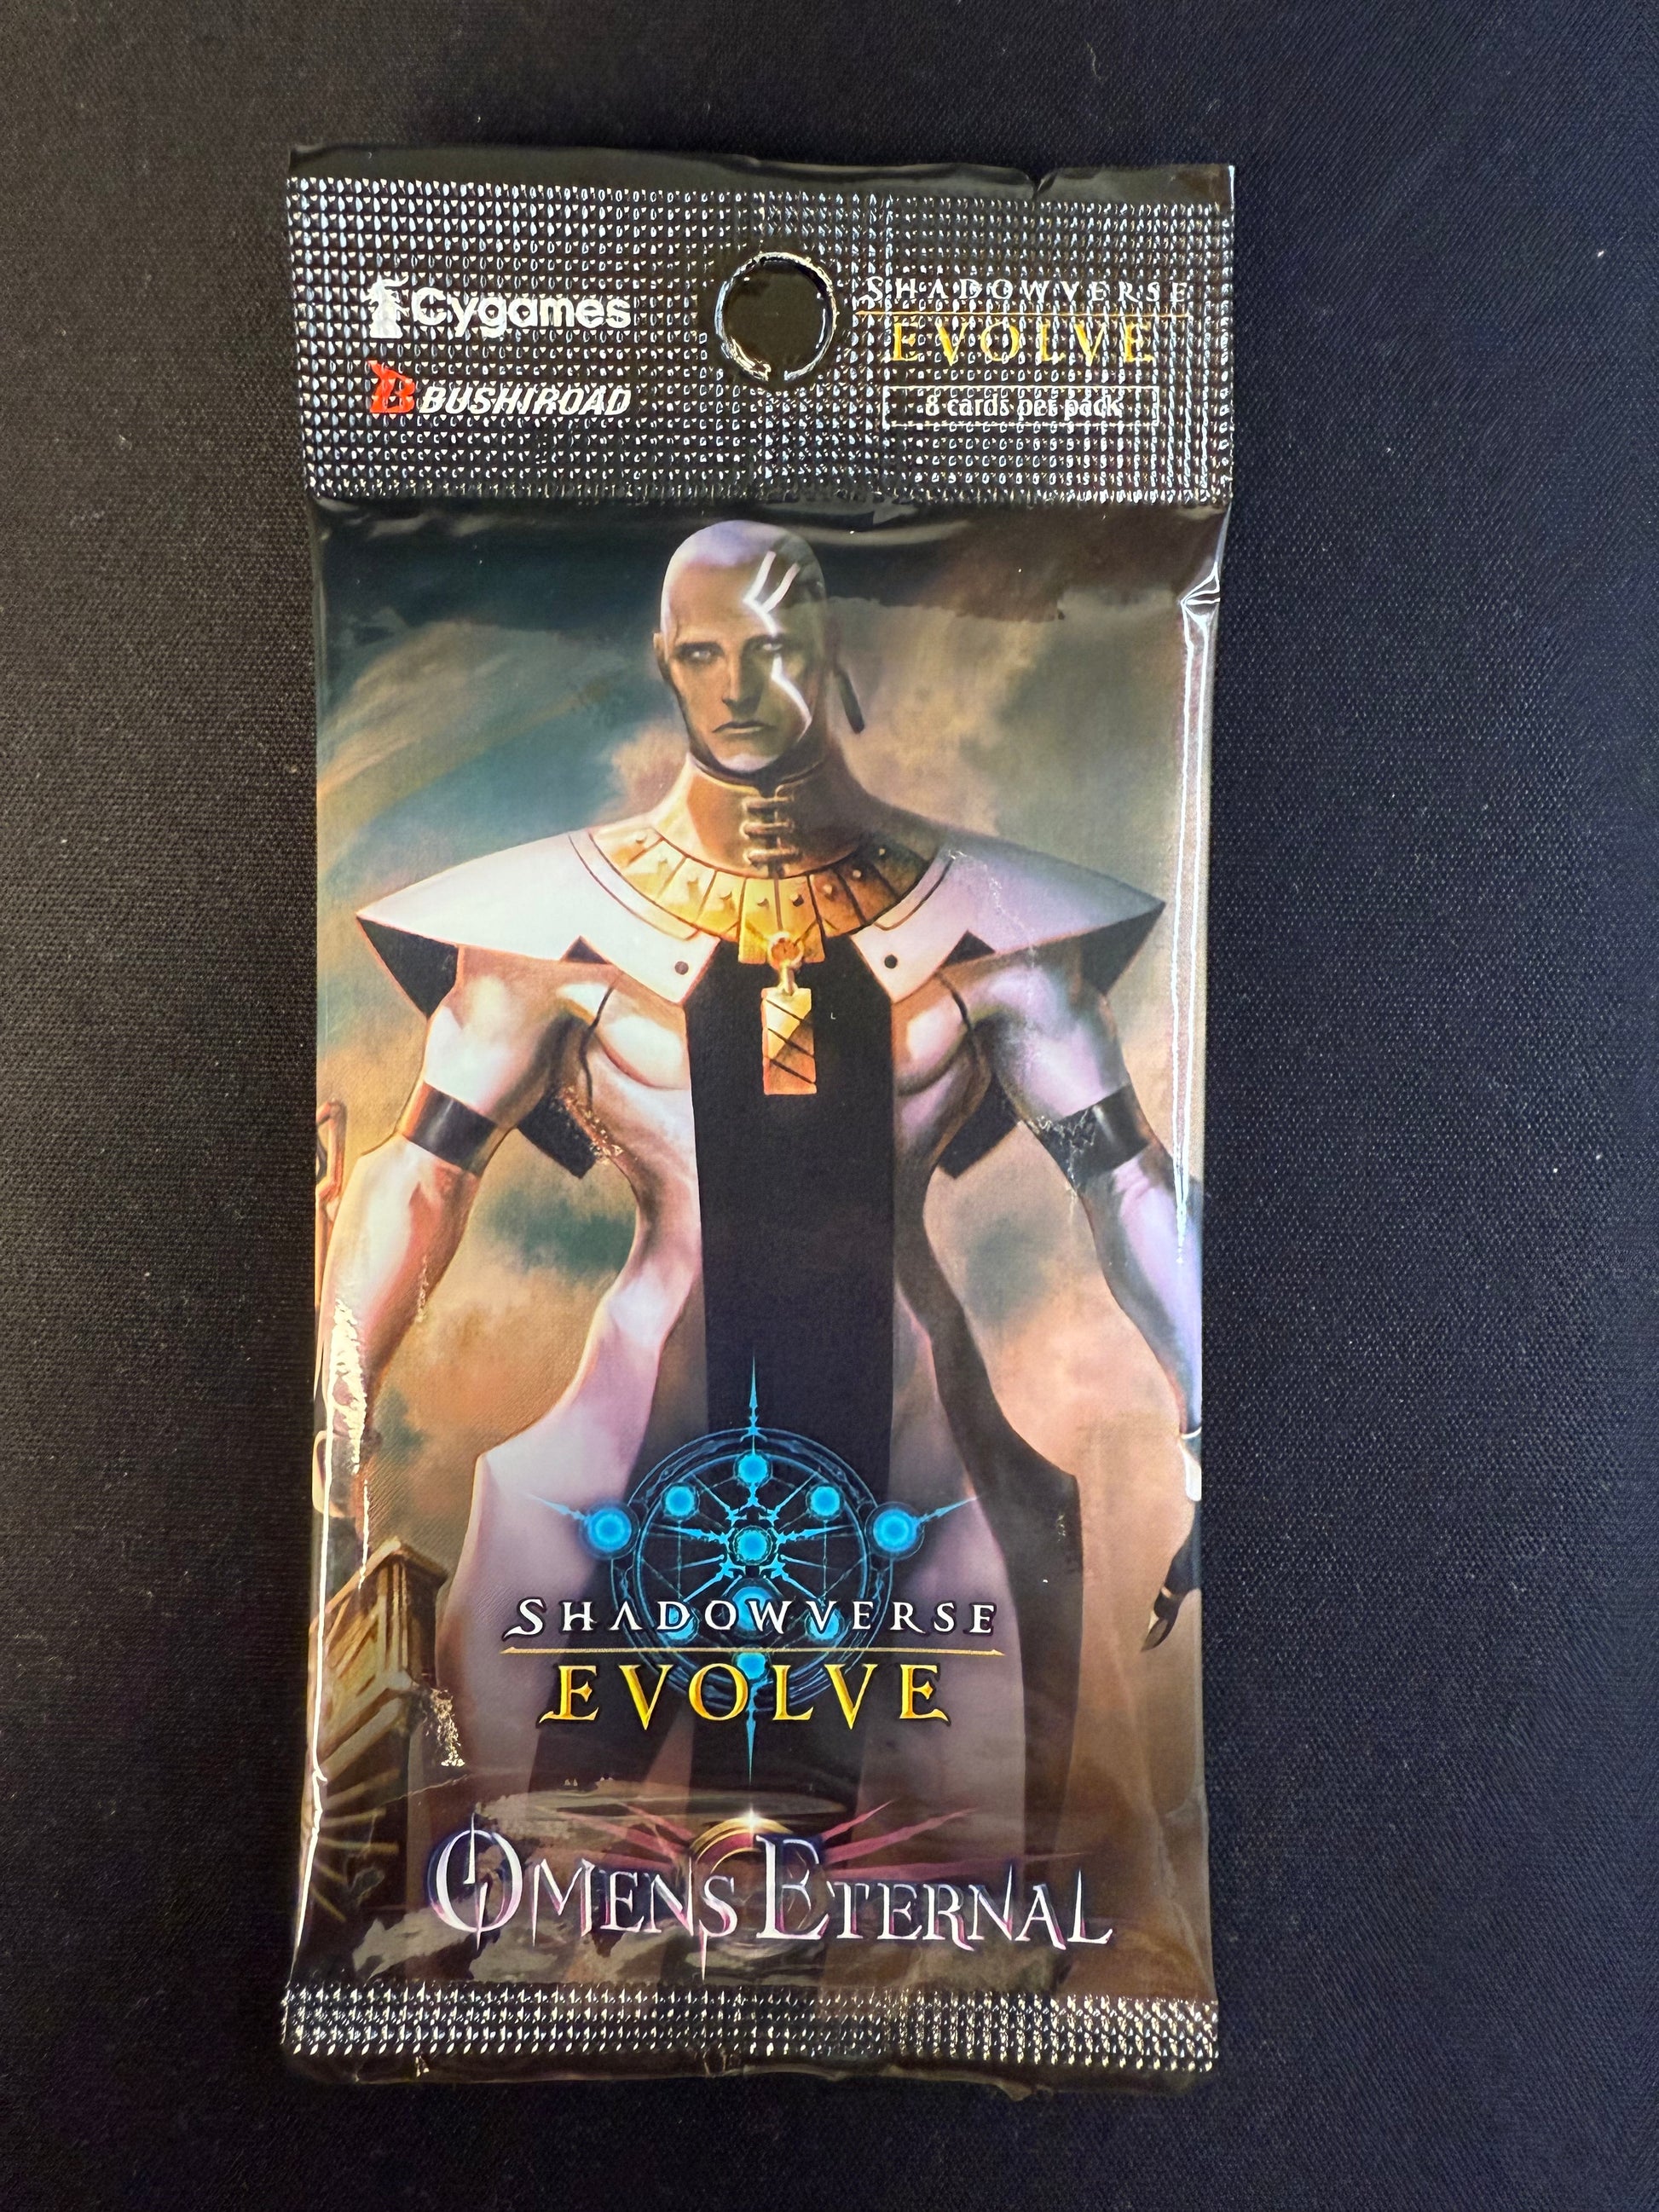 Cygames
BUSHIROAD
SHADOWVERSE
EVOLVE
8 cards per pack
SHADOWVERSE
EVOLVE
OMENS ETERNAL